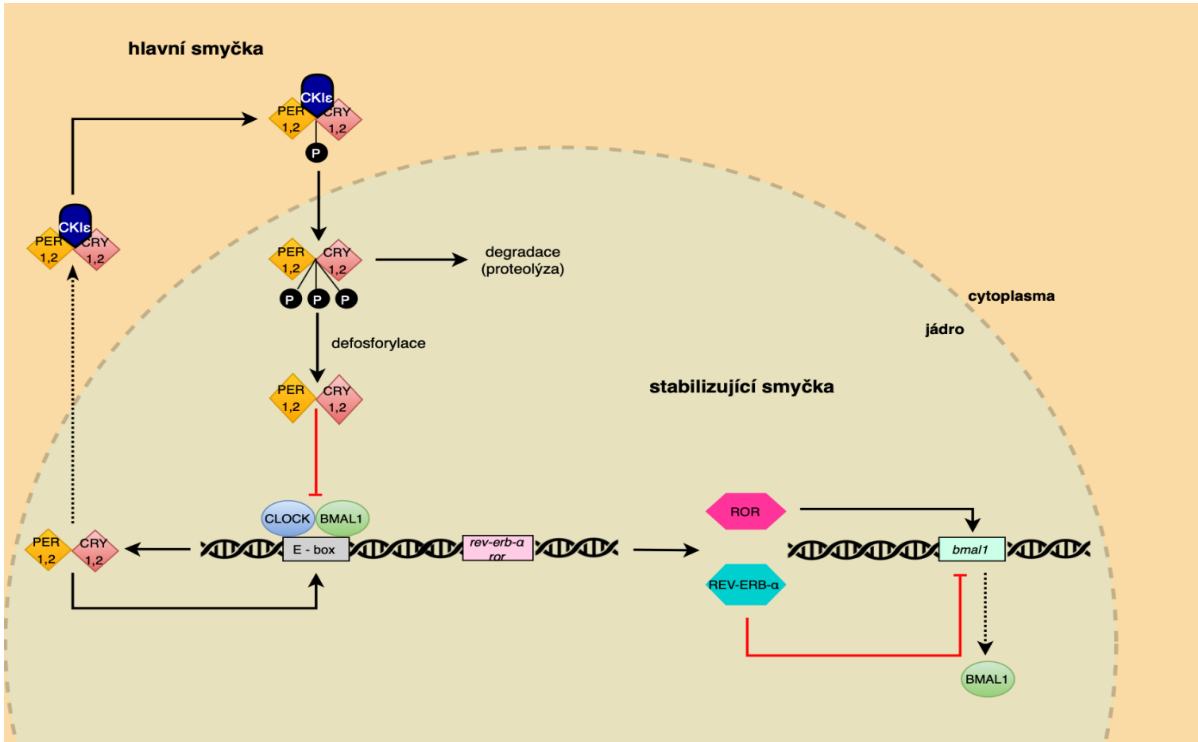 hlavní smyčka
CKIε
PER CRY
1,2 1,2
P
CKIε
PER CRY
1,2 1,2
PER CRY
1,2 1,2
P P P
degradace
(proteolýza)
cytoplasma
jádro
defosforylace
PER CRY
1,2 1,2
stabilizující smyčka
CLOCK BMAL1
E - box
rev-erb-α
ror
PER CRY
1,2 1,2
ROR
REV-ERB-α
bmal1
BMAL1